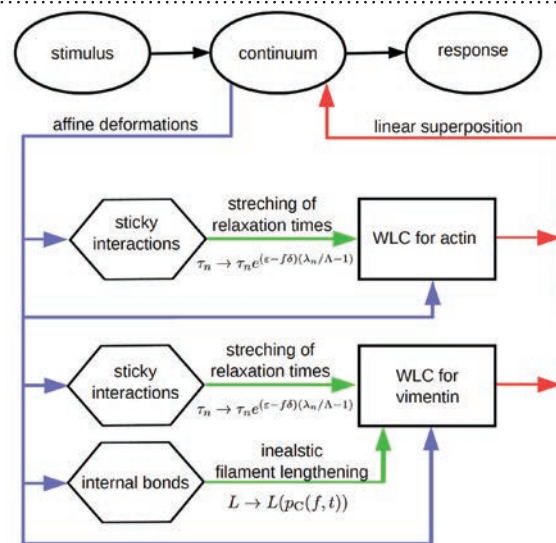 stimulus
continuum
response
affine deformations
linear superposition
sticky
interactions
streching of
relaxation times
τₙ → τₙe^{(ε−fδ)(λₙ/Λ−1)}
WLC for actin
sticky
interactions
streching of
relaxation times
τₙ → τₙe^{(ε−fδ)(λₙ/Λ−1)}
WLC for
vimentin
internal bonds
inealstic
filament lengthening
L → L(p_C(f, t))